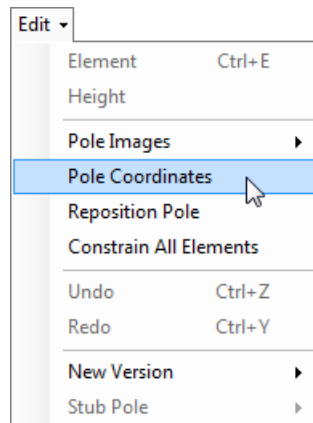 Edit
Element Ctrl+E
Height
Pole Images
Pole Coordinates
Reposition Pole
Constrain All Elements
Undo Ctrl+Z
Redo Ctrl+Y
New Version
Stub Pole